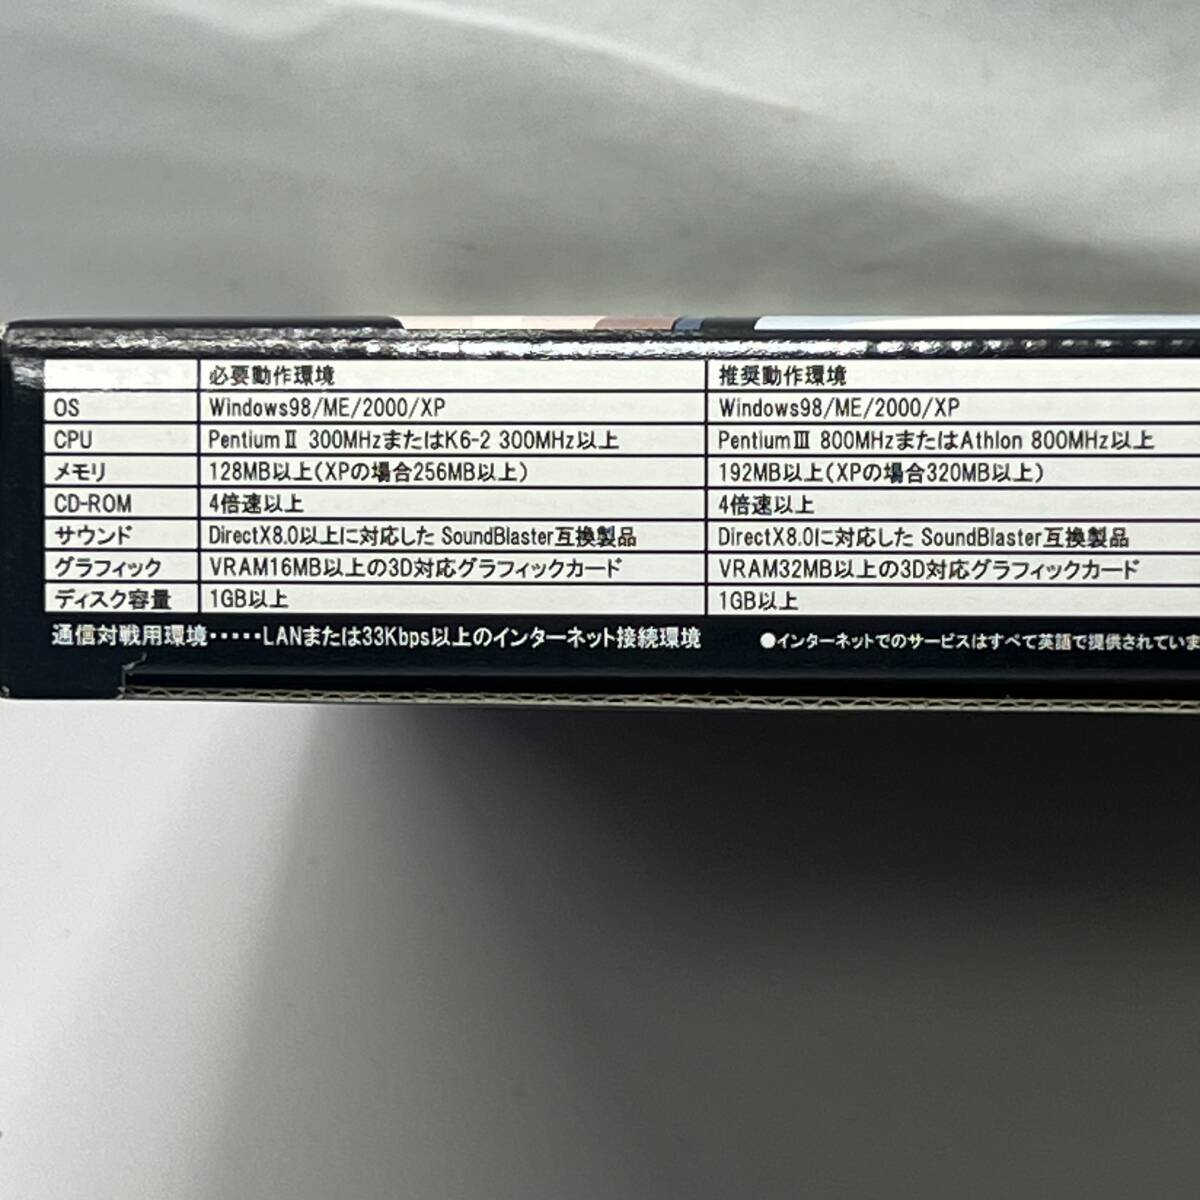 必要動作環境 推奨動作環境
OS Windows98/ME/2000/XP Windows98/ME/2000/XP
CPU PentiumⅡ 300MHzまたはK6-2 300MHz以上 PentiumⅢ 800MHzまたはAthlon 800MHz以上
メモリ 128MB以上(XPの場合256MB以上) 192MB以上(XPの場合320MB以上)
CD-ROM 4倍速以上 4倍速以上
サウンド DirectX8.0以上に対応した SoundBlaster互換製品 DirectX8.0に対応した SoundBlaster互換製品
グラフィック VRAM16MB以上の3D対応グラフィックカード VRAM32MB以上の3D対応グラフィックカード
ディスク容量 1GB以上 1GB以上
通信対戦用環境・・・・・LANまたは33Kbps以上のインターネット接続環境 ●インターネットでのサービスはすべて英語で提供されていま